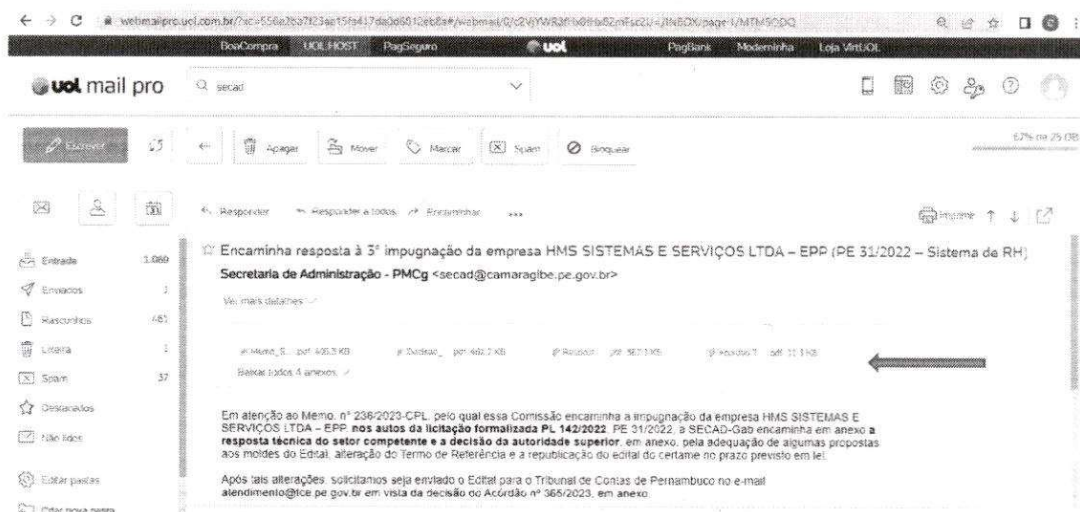 webmailpro.uol.com.br/
BoaCompra UOL HOST PagSeguro uol PagBank Moderninha Loja VirtUOL
uol mail pro secad
Escrever Apagar Mover Marcar Spam Bloquear 67% de 25 GB
Responder Responder a todos Encaminhar Imprimir
Encaminha resposta à 3ª impugnação da empresa HMS SISTEMAS E SERVIÇOS LTDA – EPP (PE 31/2022 – Sistema de RH)
Secretaria de Administração - PMCg <secad@camaragibe.pe.gov.br>
Ver mais detalhes
Entrada 1.060
Enviados 1
Rascunhos 481
Lixeira 1
Spam 37
Destacados
Não lidos
Editar pastas
Criar nova pasta
Baixar todos 4 anexos
Em atenção ao Memo. nº 236/2023-CPL, pelo qual essa Comissão encaminha a impugnação da empresa HMS SISTEMAS E
SERVIÇOS LTDA – EPP, nos autos da licitação formalizada PL 142/2022, PE 31/2022, a SECAD-Gab encaminha em anexo a
resposta técnica do setor competente e a decisão da autoridade superior, em anexo, pela adequação de algumas propostas
aos moldes do Edital, alteração do Termo de Referência e a republicação do edital do certame no prazo previsto em lei.
Após tais alterações, solicitamos seja enviado o Edital para o Tribunal de Contas de Pernambuco no e-mail
atendimento@tce.pe.gov.br em vista da decisão do Acórdão nº 365/2023, em anexo.